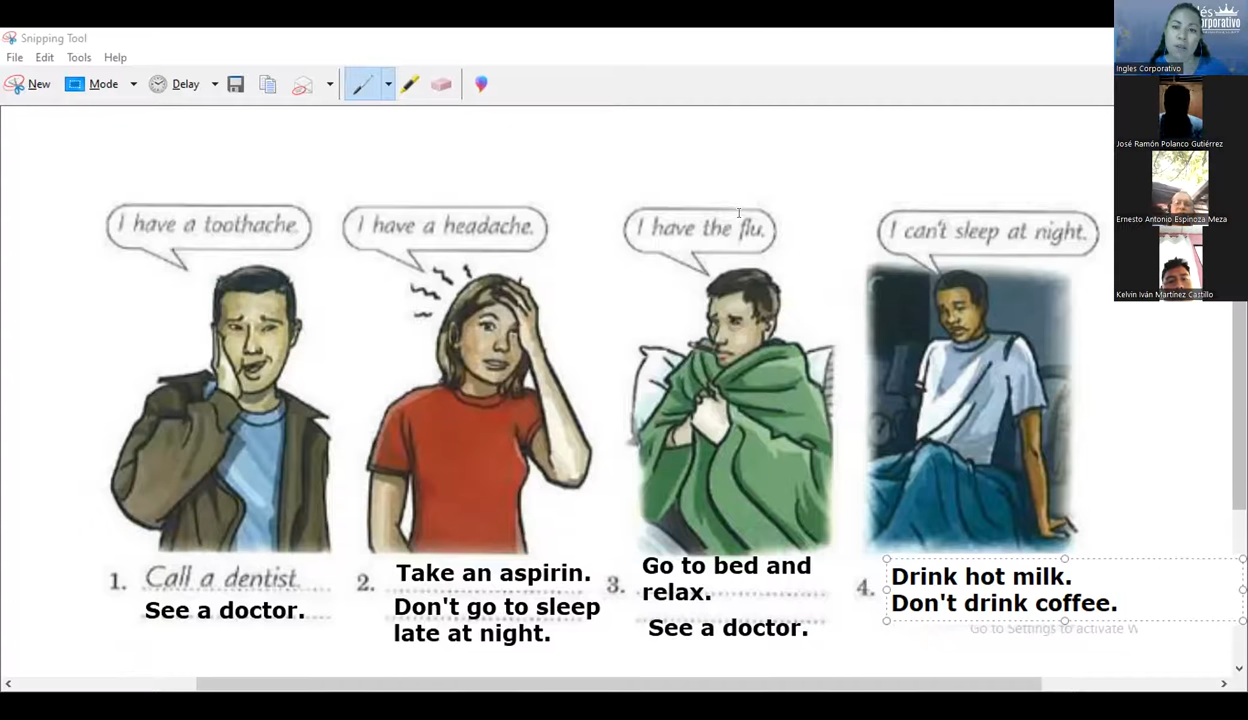 Snipping Tool
File Edit Tools Help
New Mode Delay
Inglés Corporativo
José Ramón Polanco Gutiérrez
Ernesto Antonio Espinoza Meza
Kelvin Iván Martínez Castillo
I have a toothache.
I have a headache.
I have the flu.
I can't sleep at night.
1. Call a dentist.
See a doctor.
2. Take an aspirin.
Don't go to sleep
late at night.
3. Go to bed and
relax.
See a doctor.
4. Drink hot milk.
Don't drink coffee.
Go to Settings to activate W